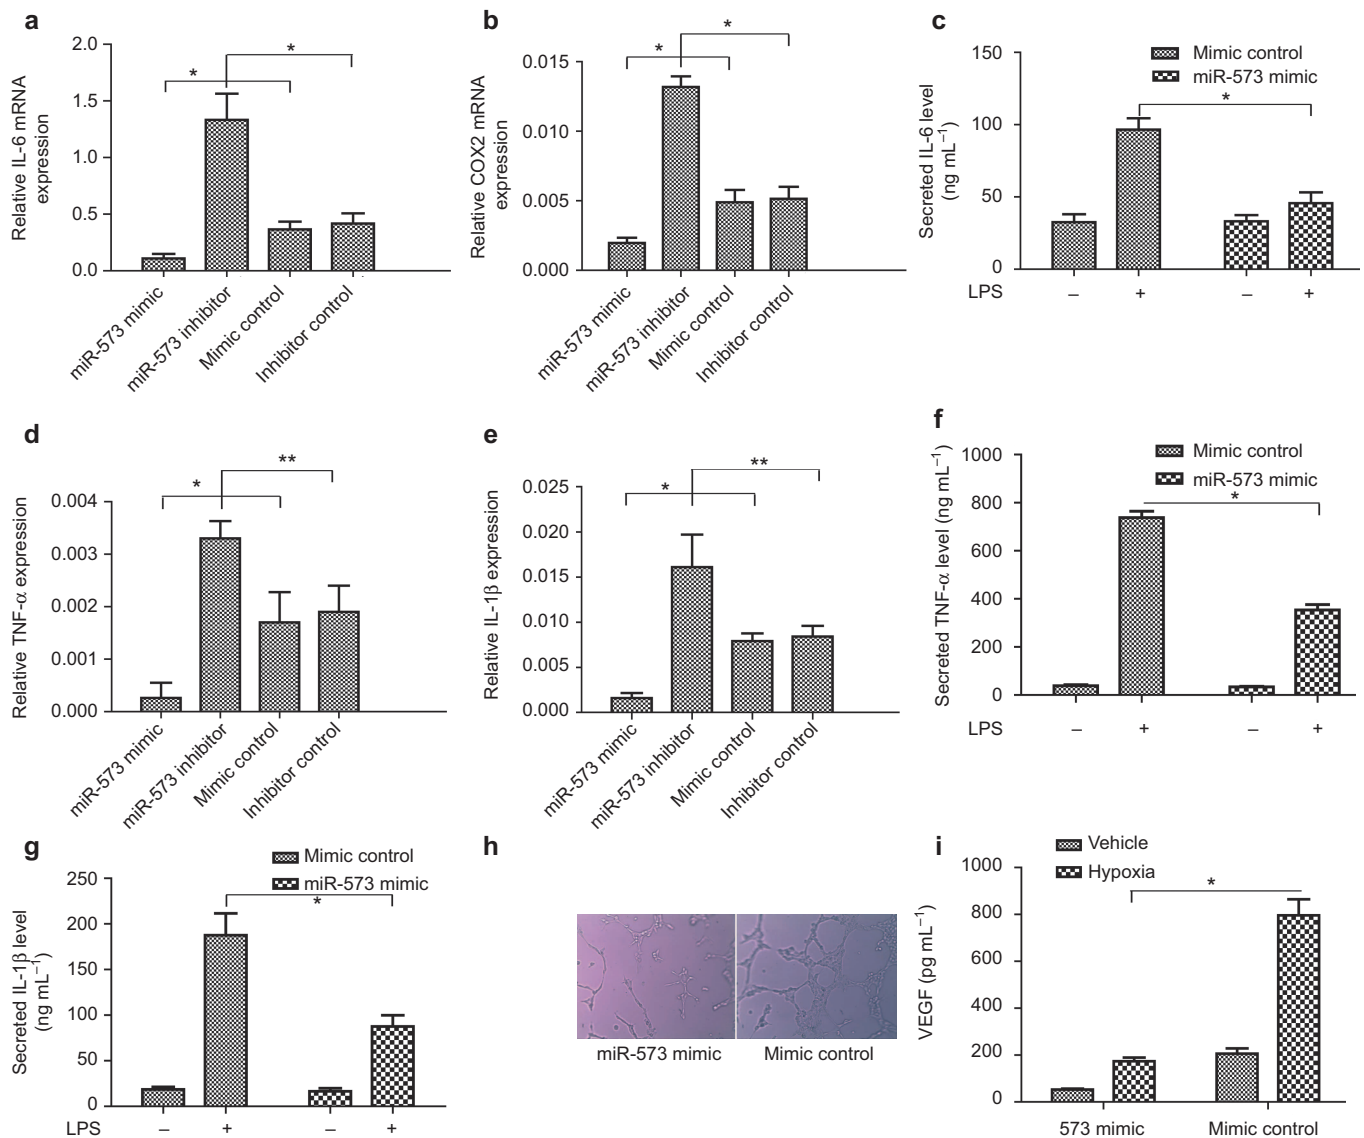 a
Relative IL-6 mRNA
expression
2.0
1.5
1.0
0.5
0.0
*
*
miR-573 mimic
miR-573 inhibitor
Mimic control
Inhibitor control
b
Relative COX2 mRNA
expression
0.015
0.010
0.005
0.000
*
*
miR-573 mimic
miR-573 inhibitor
Mimic control
Inhibitor control
c
Mimic control
miR-573 mimic
Secreted IL-6 level
(ng mL⁻¹)
150
100
50
0
*
LPS – + – +
d
Relative TNF-α expression
0.004
0.003
0.002
0.001
0.000
*
**
miR-573 mimic
miR-573 inhibitor
Mimic control
Inhibitor control
e
Relative IL-1β expression
0.025
0.020
0.015
0.010
0.005
0.000
*
**
miR-573 mimic
miR-573 inhibitor
Mimic control
Inhibitor control
f
Mimic control
miR-573 mimic
Secreted TNF-α level (ng mL⁻¹)
1000
800
600
400
200
0
*
LPS – + – +
g
Mimic control
miR-573 mimic
Secreted IL-1β level
(ng mL⁻¹)
250
200
150
100
50
0
*
LPS – + – +
h
miR-573 mimic Mimic control
i
Vehicle
Hypoxia
VEGF (pg mL⁻¹)
1000
800
600
400
200
0
*
573 mimic Mimic control